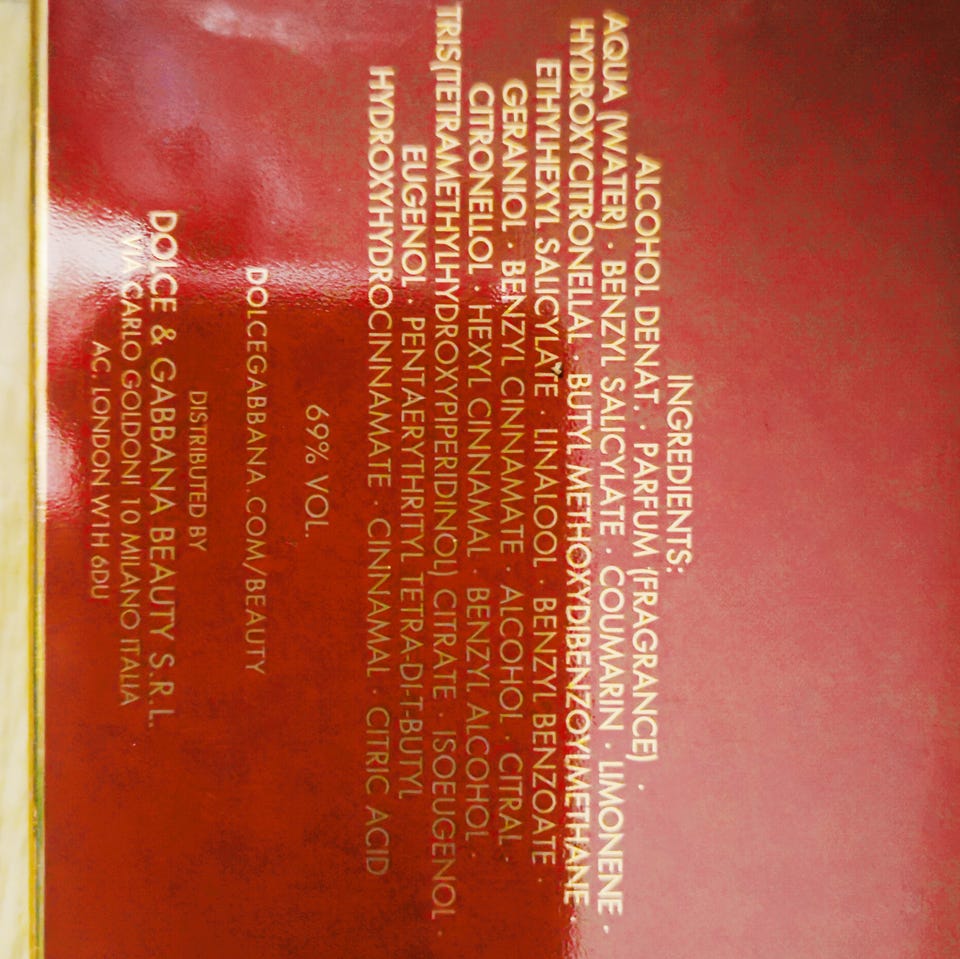 INGREDIENTS:
ALCOHOL DENAT. · PARFUM (FRAGRANCE) ·
AQUA (WATER) · BENZYL SALICYLATE · COUMARIN · LIMONENE ·
HYDROXYCITRONELLAL · BUTYL METHOXYDIBENZOYLMETHANE ·
ETHYLHEXYL SALICYLATE · LINALOOL · BENZYL BENZOATE ·
GERANIOL · BENZYL CINNAMATE · ALCOHOL · CITRAL ·
CITRONELLOL · HEXYL CINNAMAL · BENZYL ALCOHOL ·
TRIS(TETRAMETHYLHYDROXYPIPERIDINOL) CITRATE · ISOEUGENOL ·
EUGENOL · PENTAERYTHRITYL TETRA-DI-T-BUTYL
HYDROXYHYDROCINNAMATE · CINNAMAL · CITRIC ACID
69% VOL.
DOLCEGABBANA.COM/BEAUTY
DISTRIBUTED BY
DOLCE & GABBANA BEAUTY S.R.L.
VIA CARLO GOLDONI 10 MILANO ITALIA
AC, LONDON W1H 6DU